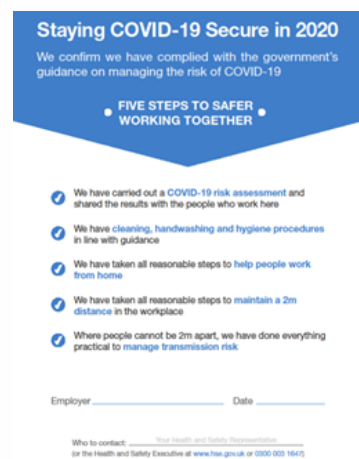 Staying COVID-19 Secure in 2020
We confirm we have complied with the government's
guidance on managing the risk of COVID-19
FIVE STEPS TO SAFER
WORKING TOGETHER
We have carried out a COVID-19 risk assessment and
shared the results with the people who work here
We have cleaning, handwashing and hygiene procedures
in line with guidance
We have taken all reasonable steps to help people work
from home
We have taken all reasonable steps to maintain a 2m
distance in the workplace
Where people cannot be 2m apart, we have done everything
practical to manage transmission risk
Employer Date
Who to contact: Your Health and Safety Representative
(or the Health and Safety Executive at www.hse.gov.uk or 0300 003 1647)